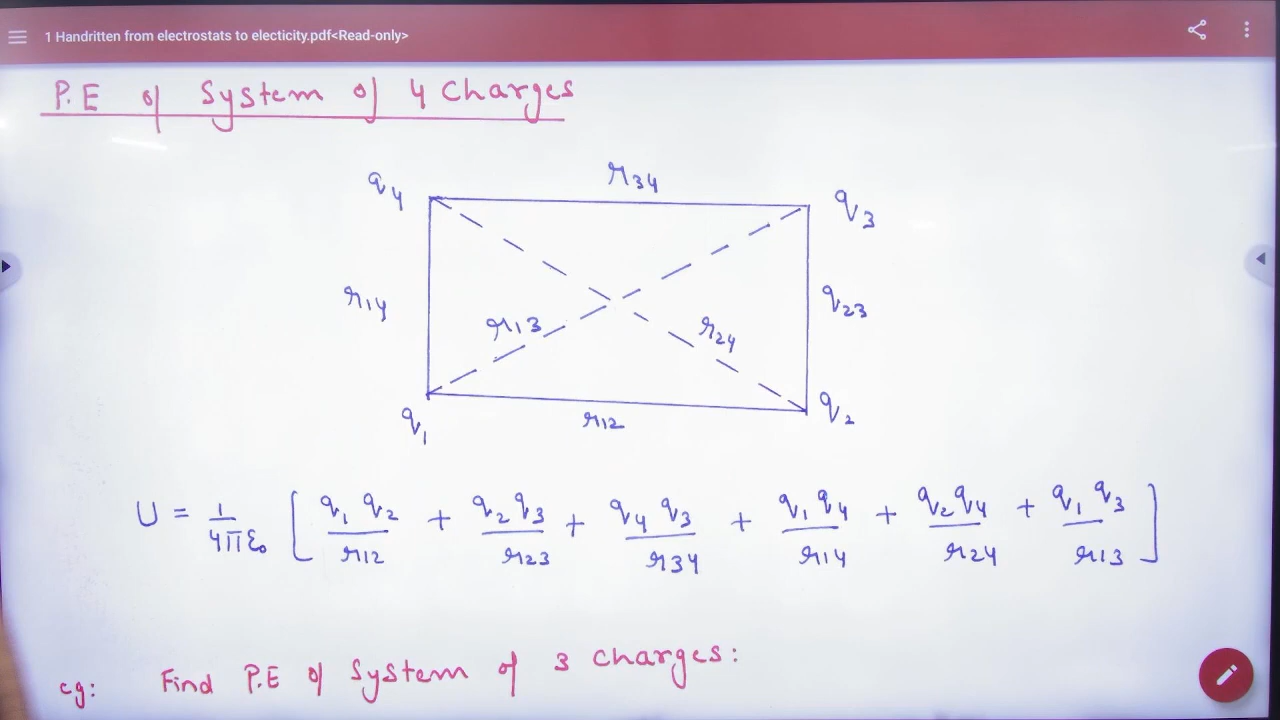 1 Handritten from electrostats to electicity.pdf<Read-only>
P.E of System of 4 Charges
q4 r34 q3
r14 r13 r24 q23
q1 r12 q2
U = 1/4πε₀ [ q1 q2/r12 + q2 q3/r23 + q4 q3/r34 + q1 q4/r14 + q2 q4/r24 + q1 q3/r13 ]
eg: Find P.E of System of 3 Charges: